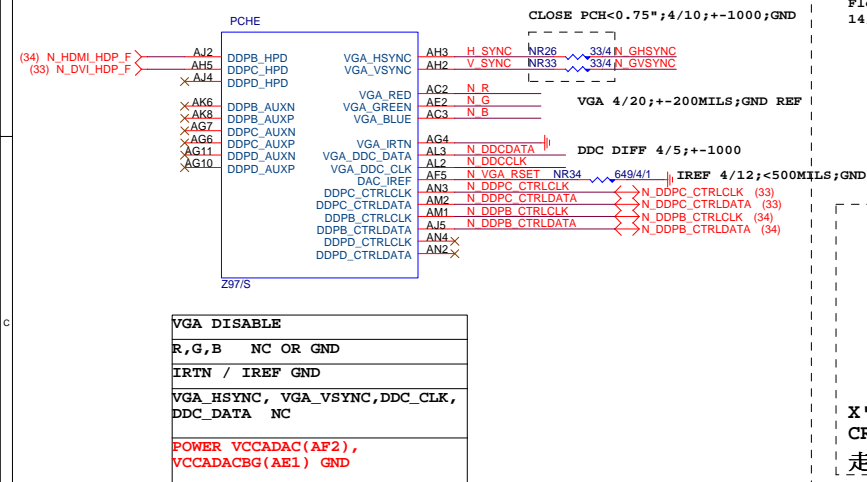 PCHE
CLOSE PCH<0.75";4/10;+-1000;GND
14
(34) N_HDMI_HDP_F AJ2 DDPB_HPD
(33) N_DVI_HDP_F AH5 DDPC_HPD
AJ4 DDPD_HPD
AK6 DDPB_AUXN
AK8 DDPB_AUXP
AG7 DDPC_AUXN
AG6 DDPC_AUXP
AG11 DDPD_AUXN
AG10 DDPD_AUXP
VGA_HSYNC AH3 H_SYNC NR26 33/4 N_GHSYNC
VGA_VSYNC AH2 V_SYNC NR33 33/4 N_GVSYNC
VGA_RED AC2 N_R
VGA_GREEN AE2 N_G
VGA_BLUE AC3 N_B
VGA 4/20;+-200MILS;GND REF
VGA_IRTN AG4
VGA_DDC_DATA AL3 N_DDCDATA
DDC DIFF 4/5;+-1000
VGA_DDC_CLK AL2 N_DDCCLK
DAC_IREF AF5 N_VGA_RSET NR34 649/4/1 IREF 4/12;<500MILS;GND
DDPC_CTRLCLK AN3 N_DDPC_CTRLCLK N_DDPC_CTRLCLK (33)
DDPC_CTRLDATA AM2 N_DDPC_CTRLDATA N_DDPC_CTRLDATA (33)
DDPB_CTRLCLK AM1 N_DDPB_CTRLCLK N_DDPB_CTRLCLK (34)
DDPB_CTRLDATA AJ5 N_DDPB_CTRLDATA N_DDPB_CTRLDATA (34)
DDPD_CTRLCLK AN4
DDPD_CTRLDATA AN2
Z97/S
C
VGA DISABLE
R,G,B NC OR GND
IRTN / IREF GND
VGA_HSYNC, VGA_VSYNC,DDC_CLK,
DDC_DATA NC
POWER VCCADAC(AF2),
VCCADACBG(AE1) GND